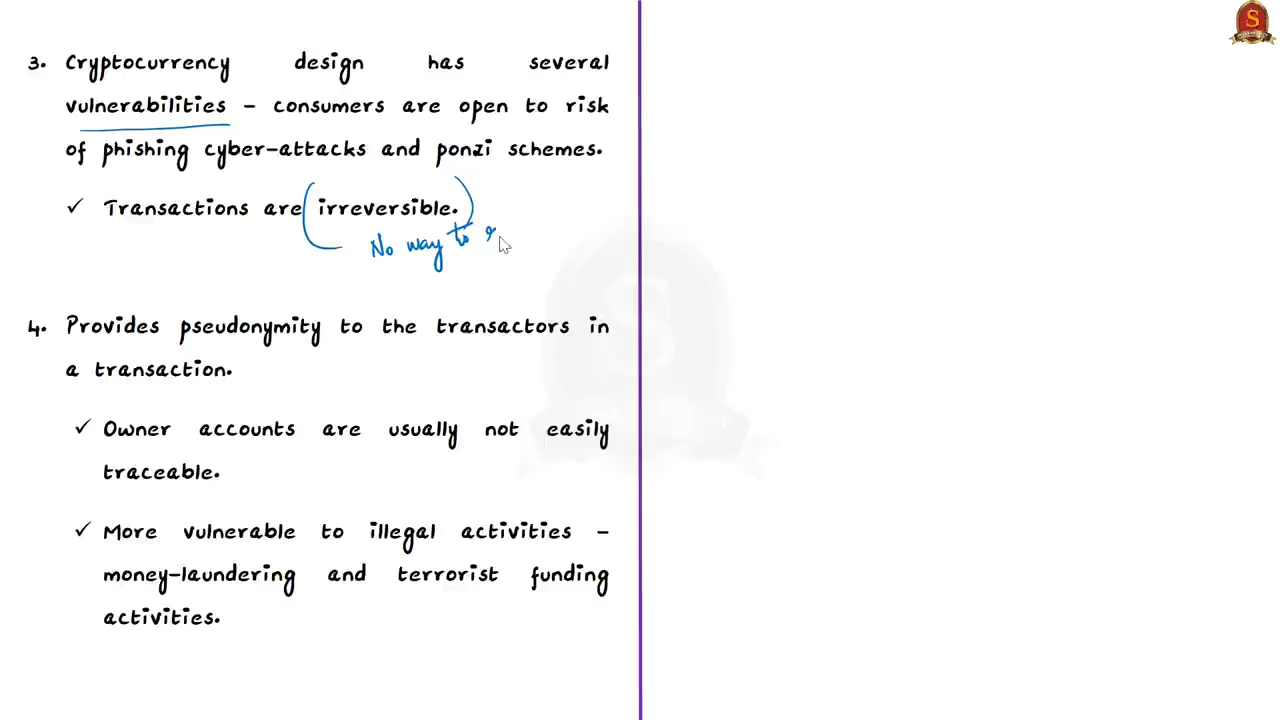 3. Cryptocurrency design has several
vulnerabilities - consumers are open to risk
of phishing cyber-attacks and ponzi schemes.
✓ Transactions are irreversible.
No way to
4. Provides pseudonymity to the transactors in
a transaction.
✓ Owner accounts are usually not easily
traceable.
✓ More vulnerable to illegal activities -
money-laundering and terrorist funding
activities.